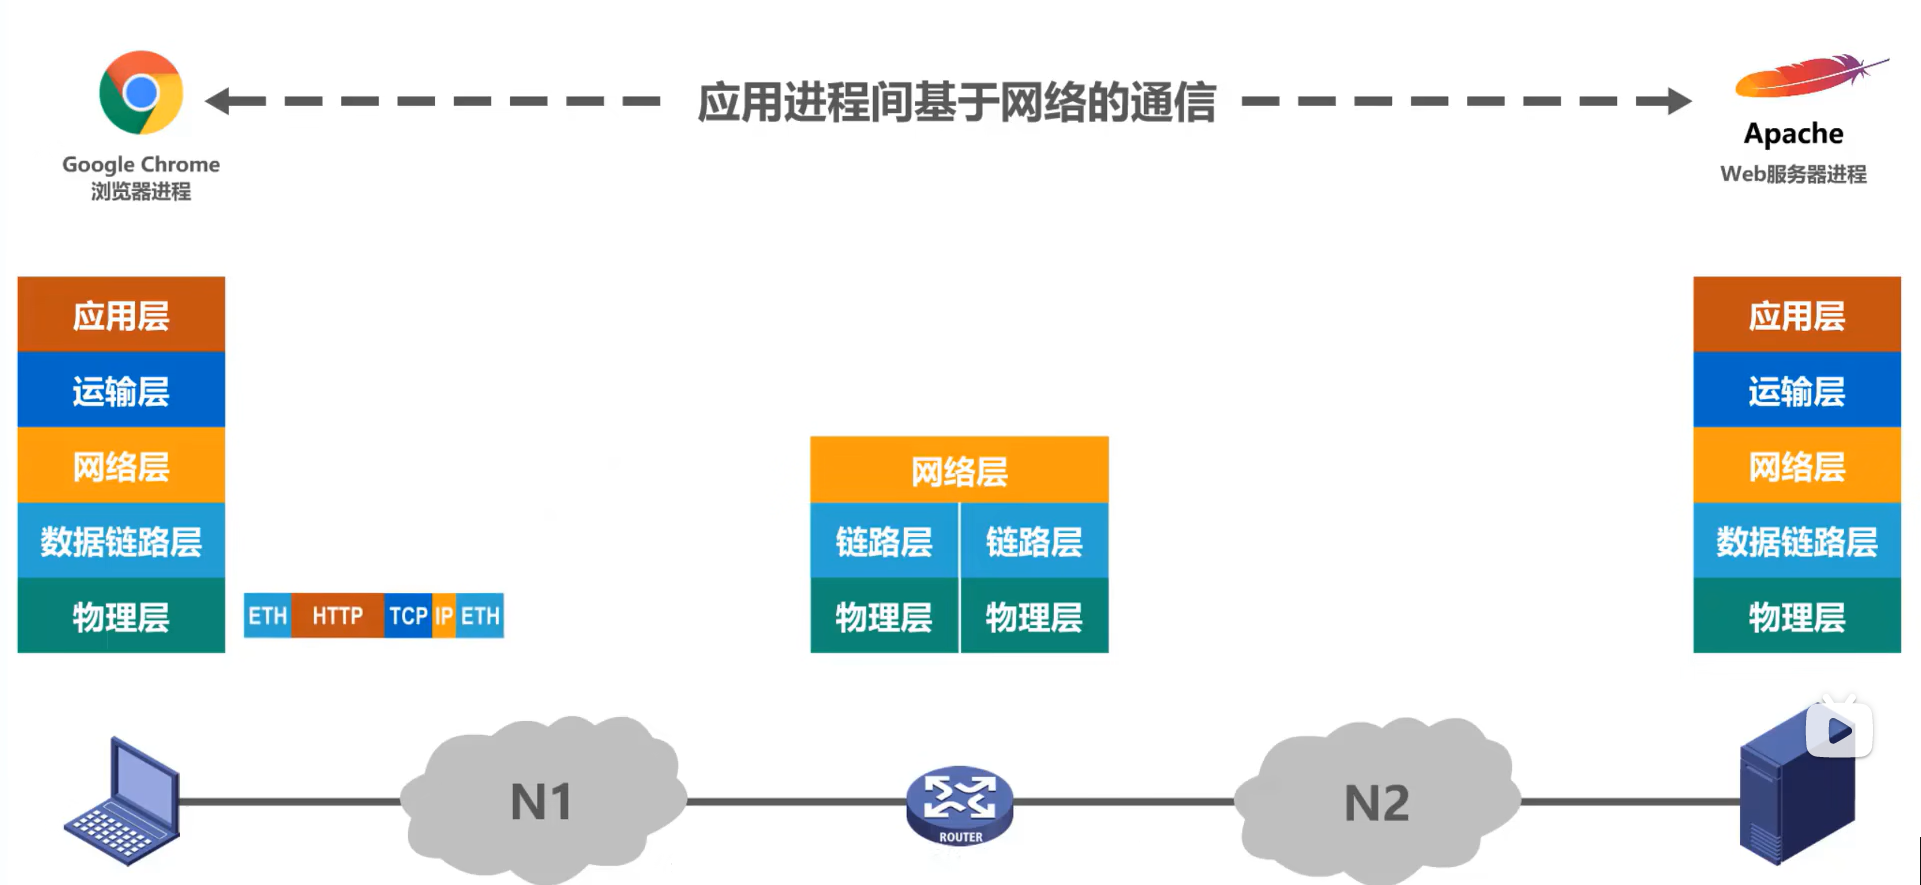 应用进程间基于网络的通信
Google Chrome
浏览器进程
Apache
Web服务器进程
应用层
运输层
网络层
数据链路层
物理层
ETH HTTP TCP IP ETH
网络层
链路层 链路层
物理层 物理层
应用层
运输层
网络层
数据链路层
物理层
N1
ROUTER
N2